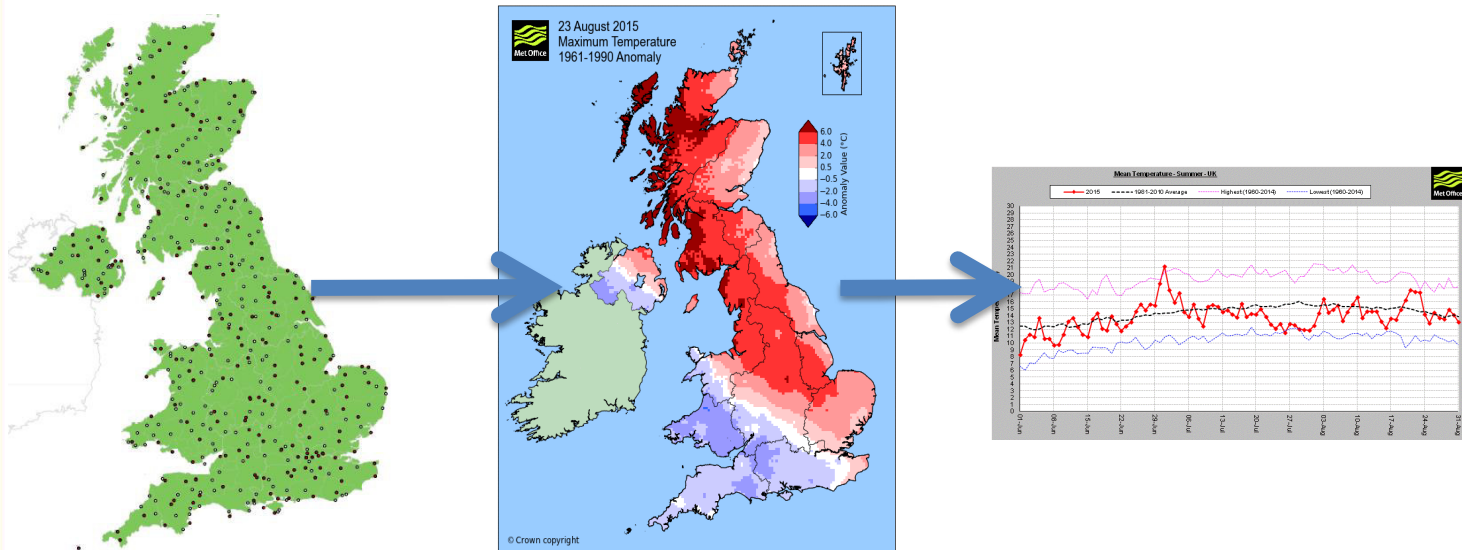 Met Office
23 August 2015
Maximum Temperature
1961-1990 Anomaly
6.0
4.0
2.0
0.5
−0.5
−2.0
−4.0
−6.0
Anomaly Value (°C)
© Crown copyright
Mean Temperature - Summer - UK
Met Office
2015
1981-2010 Average
Highest (1960-2014)
Lowest (1960-2014)
Mean Temperature
30
29
28
27
26
25
24
23
22
21
20
19
18
17
16
15
14
13
12
11
10
9
8
7
6
5
4
3
2
1
0
01-Jun
08-Jun
15-Jun
22-Jun
29-Jun
06-Jul
13-Jul
20-Jul
27-Jul
03-Aug
10-Aug
17-Aug
24-Aug
31-Aug